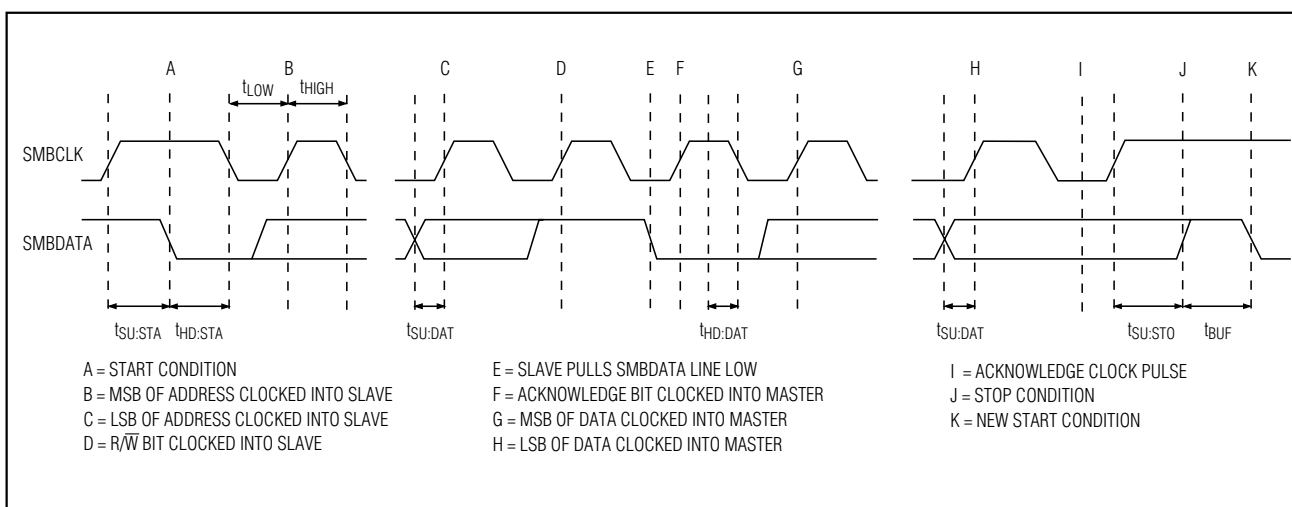 A B C D E F G H I J K
tLOW tHIGH
SMBCLK
SMBDATA
tSU:STA tHD:STA tSU:DAT tHD:DAT tSU:DAT tSU:STO tBUF
A = START CONDITION
B = MSB OF ADDRESS CLOCKED INTO SLAVE
C = LSB OF ADDRESS CLOCKED INTO SLAVE
D = R/W̅ BIT CLOCKED INTO SLAVE
E = SLAVE PULLS SMBDATA LINE LOW
F = ACKNOWLEDGE BIT CLOCKED INTO MASTER
G = MSB OF DATA CLOCKED INTO MASTER
H = LSB OF DATA CLOCKED INTO MASTER
I = ACKNOWLEDGE CLOCK PULSE
J = STOP CONDITION
K = NEW START CONDITION